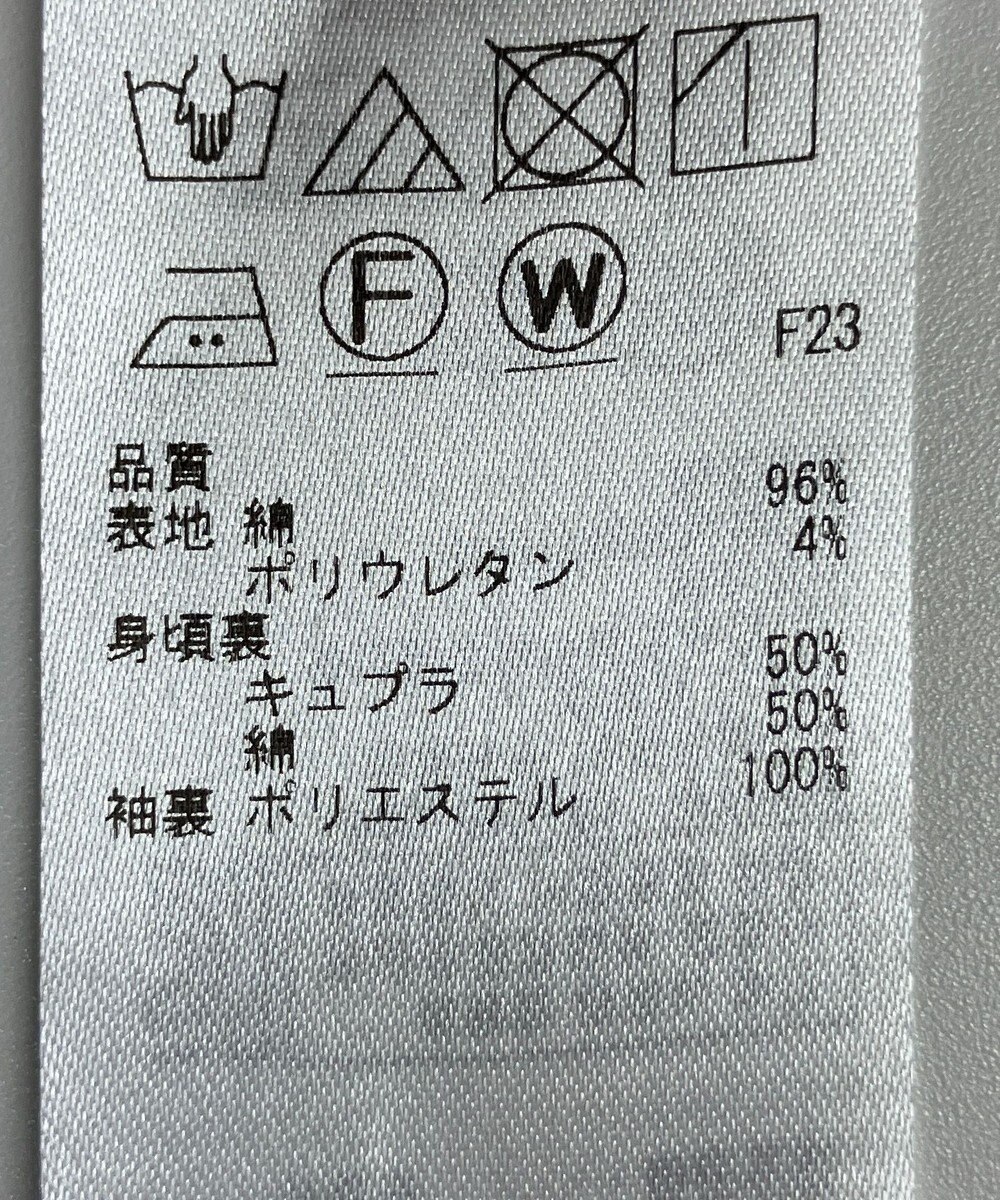 F W F23
品質
表地 綿 96%
ポリウレタン 4%
身頃裏
キュプラ 50%
綿 50%
袖裏 ポリエステル 100%